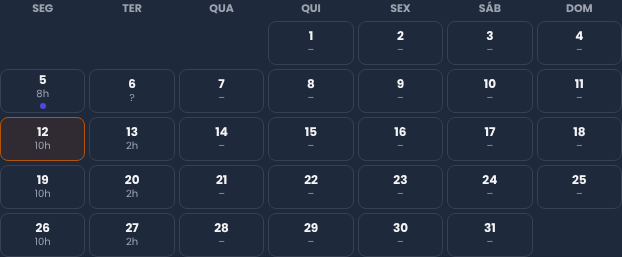 SEG TER QUA QUI SEX SÁB DOM
1 2 3 4
– – – –
5 6 7 8 9 10 11
8h ? – – – – –
12 13 14 15 16 17 18
10h 2h – – – – –
19 20 21 22 23 24 25
10h 2h – – – – –
26 27 28 29 30 31
10h 2h – – – –